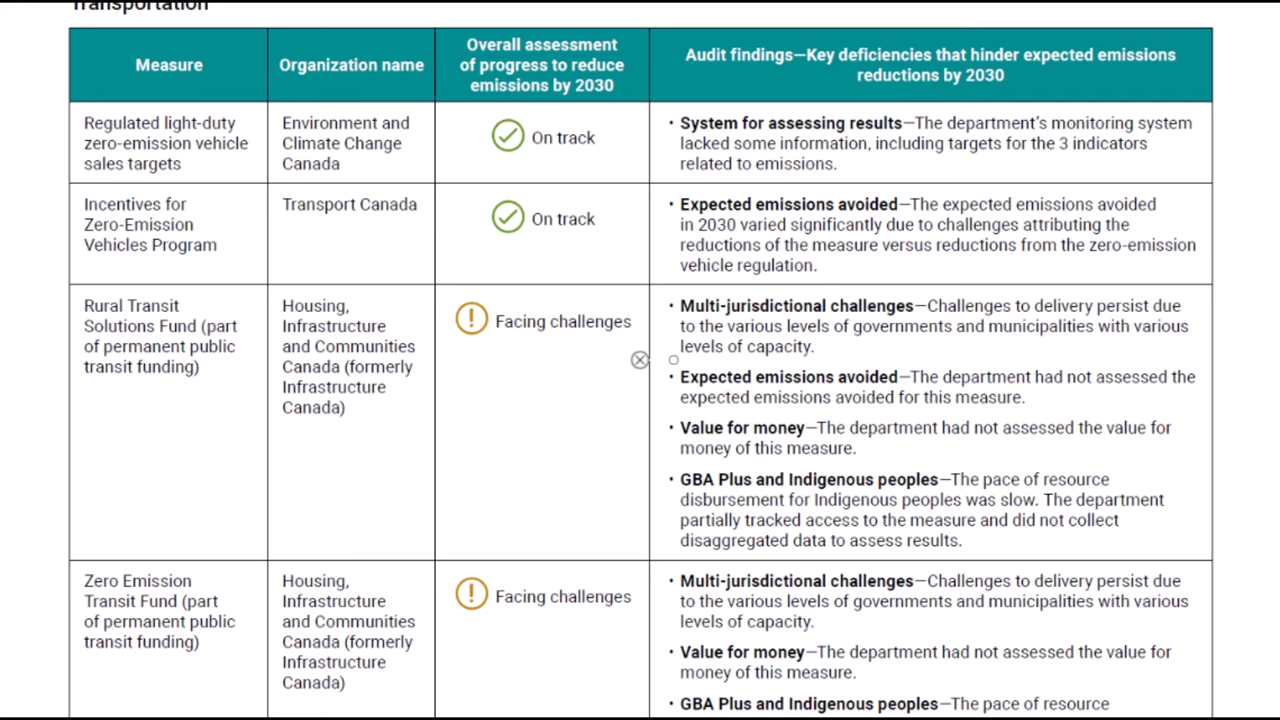 Transportation
Measure
Organization name
Overall assessment
of progress to reduce
emissions by 2030
Audit findings—Key deficiencies that hinder expected emissions
reductions by 2030
Regulated light-duty
zero-emission vehicle
sales targets
Environment and
Climate Change
Canada
On track
• System for assessing results—The department's monitoring system
lacked some information, including targets for the 3 indicators
related to emissions.
Incentives for
Zero-Emission
Vehicles Program
Transport Canada
On track
• Expected emissions avoided—The expected emissions avoided
in 2030 varied significantly due to challenges attributing the
reductions of the measure versus reductions from the zero-emission
vehicle regulation.
Rural Transit
Solutions Fund (part
of permanent public
transit funding)
Housing,
Infrastructure
and Communities
Canada (formerly
Infrastructure
Canada)
Facing challenges
• Multi-jurisdictional challenges—Challenges to delivery persist due
to the various levels of governments and municipalities with various
levels of capacity.
• Expected emissions avoided—The department had not assessed the
expected emissions avoided for this measure.
• Value for money—The department had not assessed the value for
money of this measure.
• GBA Plus and Indigenous peoples—The pace of resource
disbursement for Indigenous peoples was slow. The department
partially tracked access to the measure and did not collect
disaggregated data to assess results.
Zero Emission
Transit Fund (part
of permanent public
transit funding)
Housing,
Infrastructure
and Communities
Canada (formerly
Infrastructure
Canada)
Facing challenges
• Multi-jurisdictional challenges—Challenges to delivery persist due
to the various levels of governments and municipalities with various
levels of capacity.
• Value for money—The department had not assessed the value for
money of this measure.
• GBA Plus and Indigenous peoples—The pace of resource